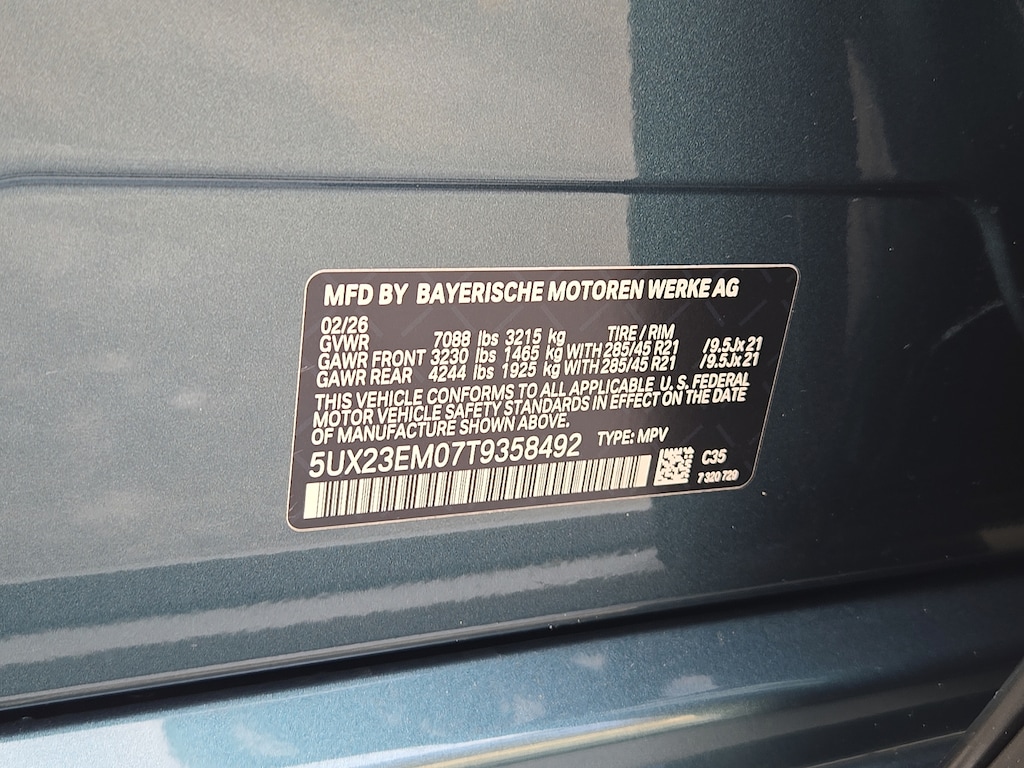 MFD BY BAYERISCHE MOTOREN WERKE AG
02/26
GVWR 7088 lbs 3215 kg TIRE / RIM
GAWR FRONT 3230 lbs 1465 kg WITH 285/45 R21 /9.5Jx21
GAWR REAR 4244 lbs 1925 kg WITH 285/45 R21 /9.5Jx21
THIS VEHICLE CONFORMS TO ALL APPLICABLE U.S. FEDERAL
MOTOR VEHICLE SAFETY STANDARDS IN EFFECT ON THE DATE
OF MANUFACTURE SHOWN ABOVE.
5UX23EM07T9358492 TYPE: MPV
C35
7 320 729